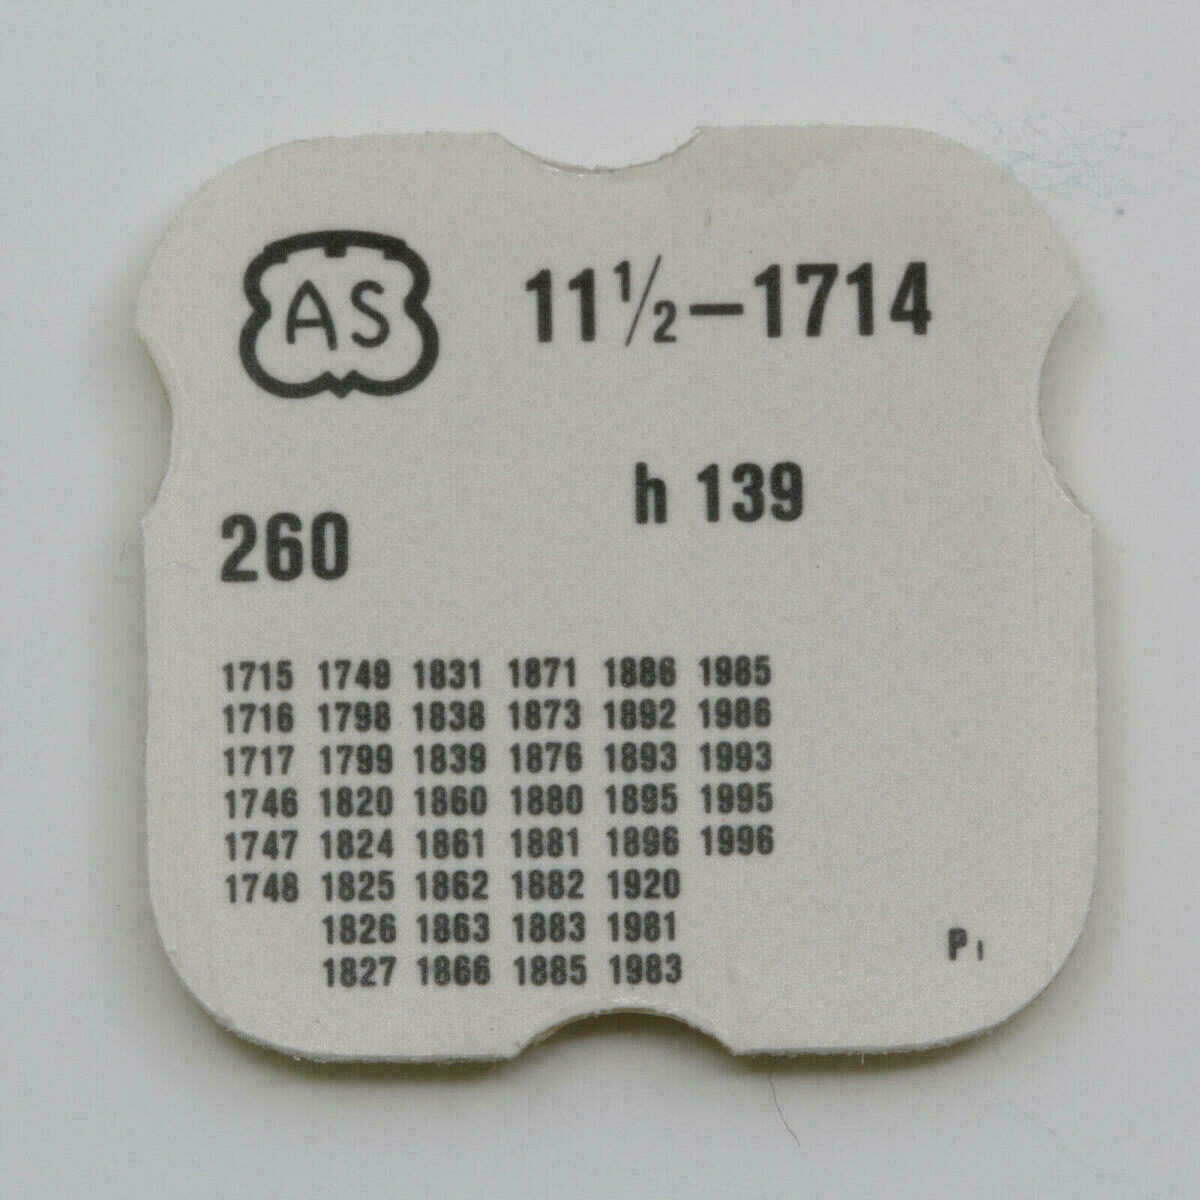 AS 11 1/2–1714
h 139
260
1715 1749 1831 1871 1886 1985
1716 1798 1838 1873 1892 1986
1717 1799 1839 1876 1893 1993
1746 1820 1860 1880 1895 1995
1747 1824 1861 1881 1896 1996
1748 1825 1862 1882 1920
1826 1863 1883 1981
1827 1866 1885 1983
P I